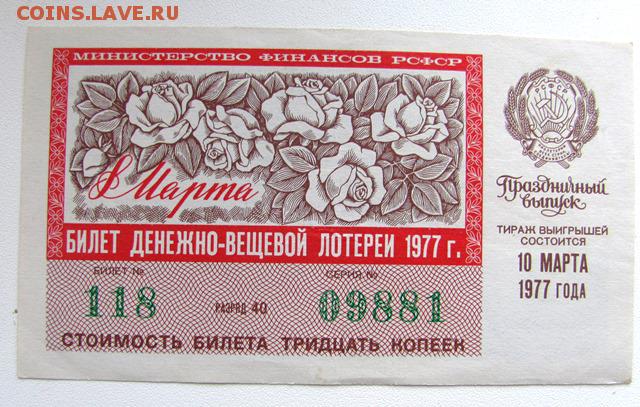 COINS.LAVE.RU
МИНИСТЕРСТВО ФИНАНСОВ РСФСР
8 Марта
БИЛЕТ ДЕНЕЖНО-ВЕЩЕВОЙ ЛОТЕРЕИ 1977 г.
БИЛЕТ № СЕРИЯ №
118 РАЗРЯД 40 09881
СТОИМОСТЬ БИЛЕТА ТРИДЦАТЬ КОПЕЕК
РСФСР
Праздничный
выпуск
ТИРАЖ ВЫИГРЫШЕЙ
СОСТОИТСЯ
10 МАРТА
1977 ГОДА